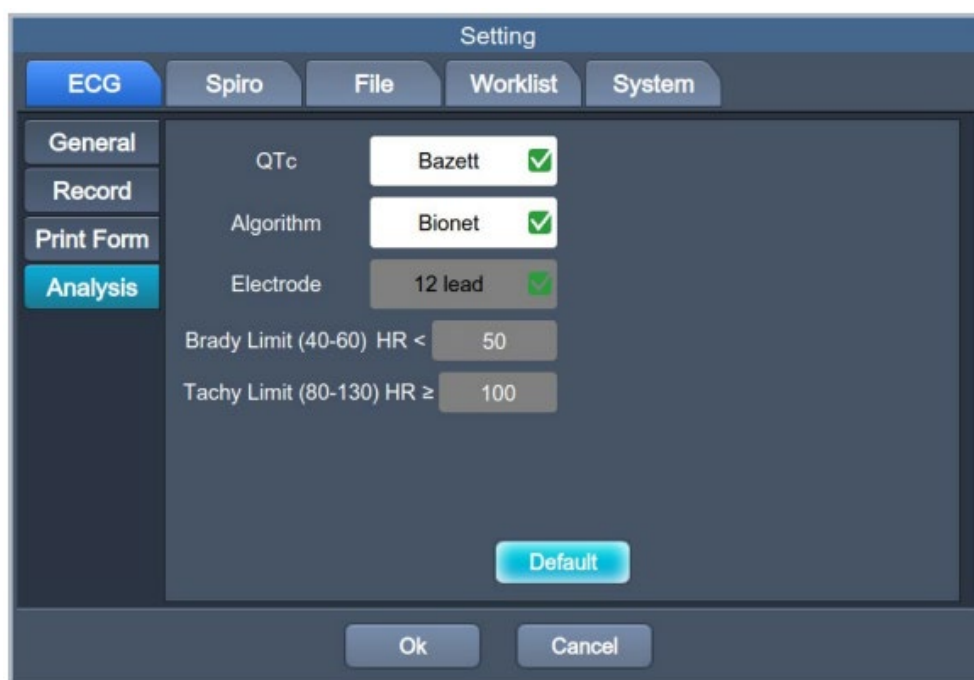 Setting
ECG Spiro File Worklist System
General
Record
Print Form
Analysis
QTc Bazett
Algorithm Bionet
Electrode 12 lead
Brady Limit (40-60) HR < 50
Tachy Limit (80-130) HR ≥ 100
Default
Ok Cancel